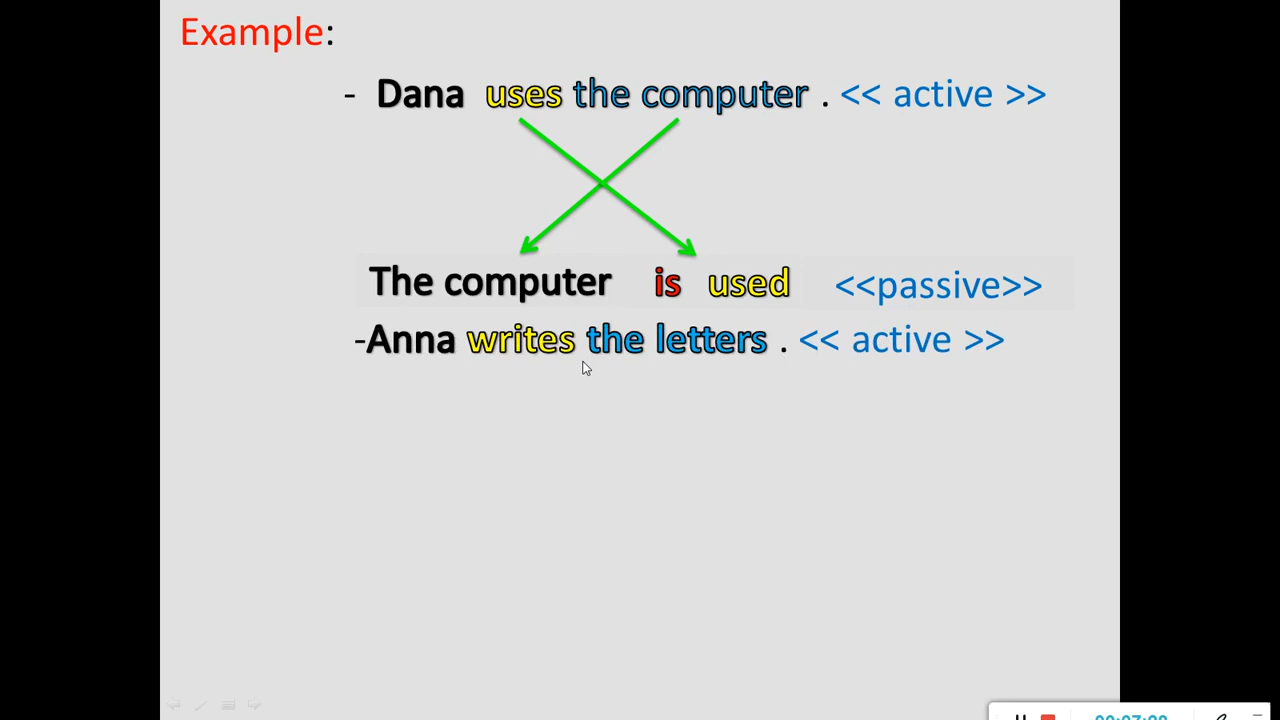 Example:
- Dana uses the computer . << active >>
The computer is used <<passive>>
-Anna writes the letters . << active >>